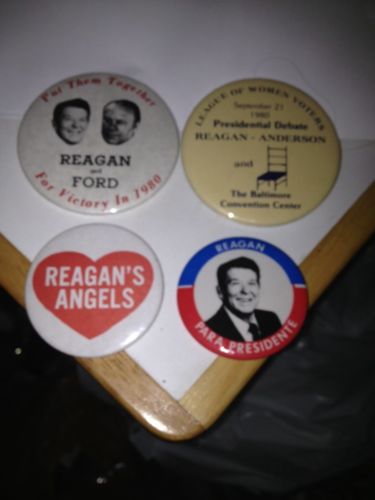 Put Them Together
REAGAN
and
FORD
For Victory In 1980
LEAGUE OF WOMEN VOTERS
September 21
1980
Presidential Debate
REAGAN - ANDERSON
and
The Baltimore
Convention Center
REAGAN'S
ANGELS
REAGAN
PARA PRESIDENTE